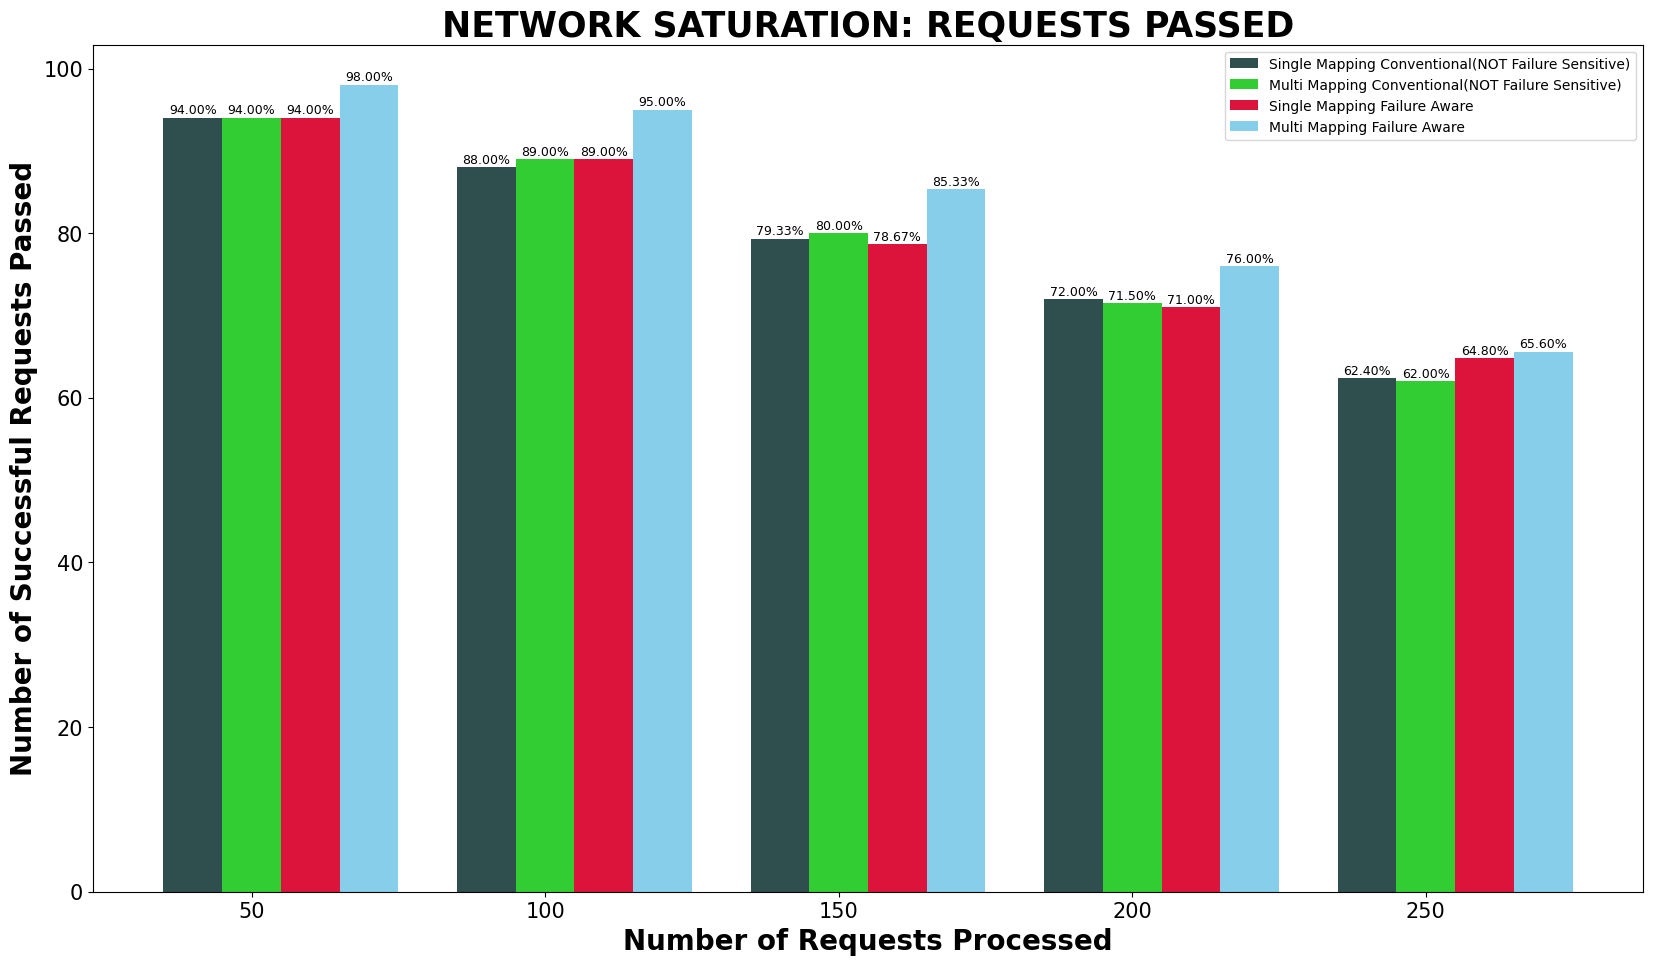 NETWORK SATURATION: REQUESTS PASSED
Single Mapping Conventional(NOT Failure Sensitive)
Multi Mapping Conventional(NOT Failure Sensitive)
Single Mapping Failure Aware
Multi Mapping Failure Aware
Number of Successful Requests Passed
100
80
60
40
20
0
94.00% 94.00% 94.00% 98.00%
88.00% 89.00% 89.00% 95.00%
79.33% 80.00% 78.67% 85.33%
72.00% 71.50% 71.00% 76.00%
62.40% 62.00% 64.80% 65.60%
50 100 150 200 250
Number of Requests Processed